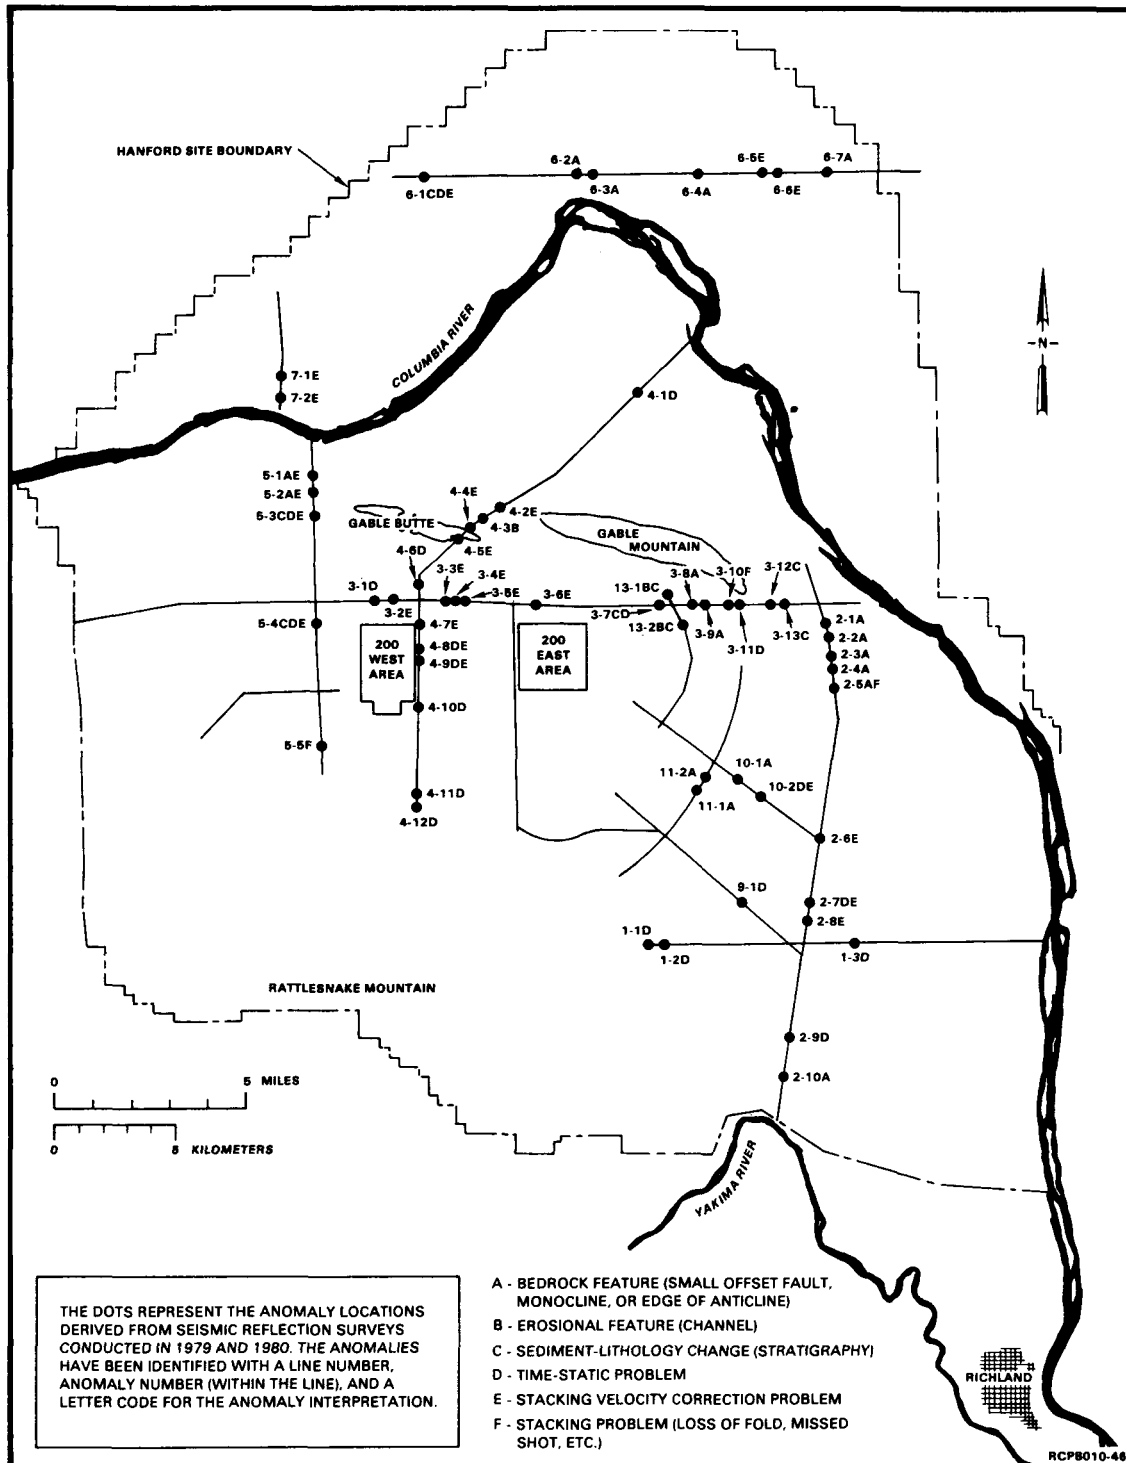 HANFORD SITE BOUNDARY
6-1CDE
6-2A
6-3A
6-4A
6-5E
6-6E
6-7A
COLUMBIA RIVER
-N-
7-1E
7-2E
4-1D
5-1AE
5-2AE
5-3CDE
4-4E
4-2E
GABLE BUTTE
4-3B
4-5E
GABLE
MOUNTAIN
4-6D
3-3E
3-4E
3-1D
3-2E
3-5E
3-6E
13-1BC
3-8A
3-10F
3-12C
3-7CD
13-2BC
3-9A
3-11D
3-13C
5-4CDE
4-7E
4-8DE
4-9DE
200
WEST
AREA
200
EAST
AREA
2-1A
2-2A
2-3A
2-4A
2-5AF
4-10D
5-5F
4-11D
4-12D
11-2A
11-1A
10-1A
10-2DE
2-6E
9-1D
2-7DE
2-8E
1-1D
1-2D
1-3D
RATTLESNAKE MOUNTAIN
2-9D
2-10A
0 5 MILES
0 5 KILOMETERS
YAKIMA RIVER
THE DOTS REPRESENT THE ANOMALY LOCATIONS
DERIVED FROM SEISMIC REFLECTION SURVEYS
CONDUCTED IN 1979 AND 1980. THE ANOMALIES
HAVE BEEN IDENTIFIED WITH A LINE NUMBER,
ANOMALY NUMBER (WITHIN THE LINE), AND A
LETTER CODE FOR THE ANOMALY INTERPRETATION.
A - BEDROCK FEATURE (SMALL OFFSET FAULT,
MONOCLINE, OR EDGE OF ANTICLINE)
B - EROSIONAL FEATURE (CHANNEL)
C - SEDIMENT-LITHOLOGY CHANGE (STRATIGRAPHY)
D - TIME-STATIC PROBLEM
E - STACKING VELOCITY CORRECTION PROBLEM
F - STACKING PROBLEM (LOSS OF FOLD, MISSED
SHOT, ETC.)
RICHLAND
RCP8010-46